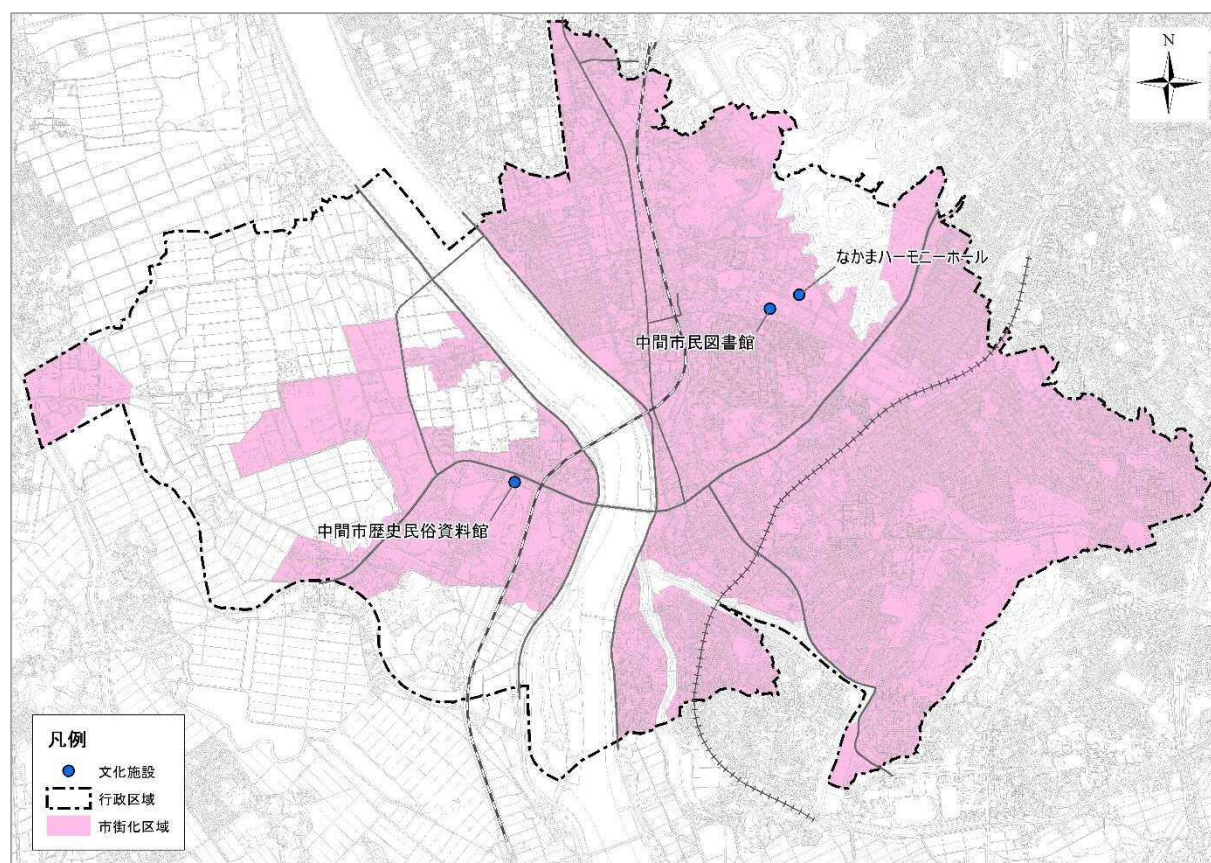 N
なかまハーモニーホール
中間市民図書館
中間市歴史民俗資料館
凡例
文化施設
行政区域
市街化区域